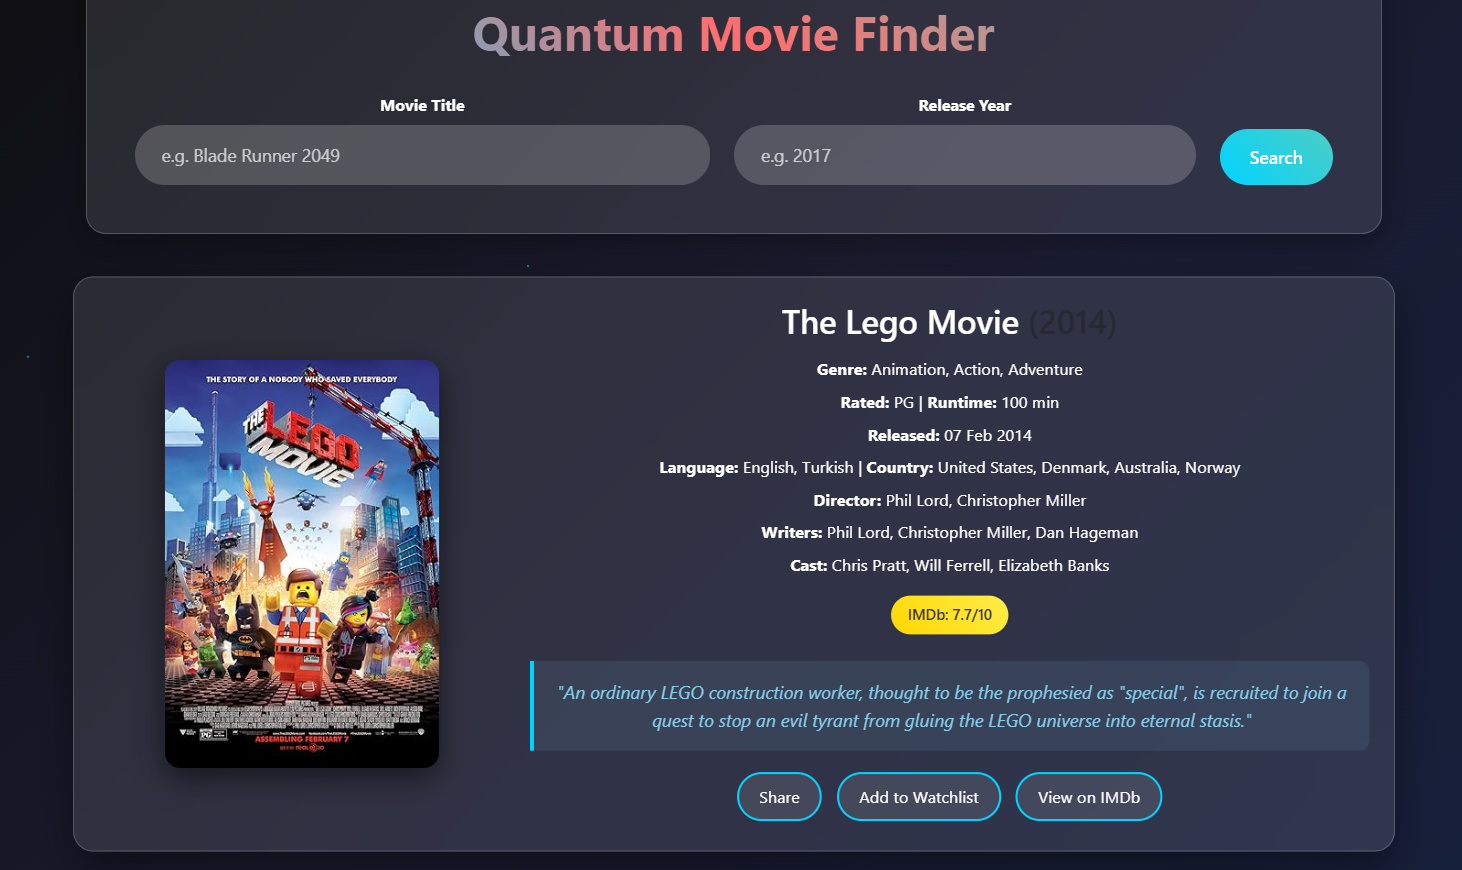 Quantum Movie Finder
Movie Title
Release Year
e.g. Blade Runner 2049
e.g. 2017
Search
The Lego Movie (2014)
Genre: Animation, Action, Adventure
Rated: PG | Runtime: 100 min
Released: 07 Feb 2014
Language: English, Turkish | Country: United States, Denmark, Australia, Norway
Director: Phil Lord, Christopher Miller
Writers: Phil Lord, Christopher Miller, Dan Hageman
Cast: Chris Pratt, Will Ferrell, Elizabeth Banks
IMDb: 7.7/10
"An ordinary LEGO construction worker, thought to be the prophesied as "special", is recruited to join a
quest to stop an evil tyrant from gluing the LEGO universe into eternal stasis."
Share
Add to Watchlist
View on IMDb
THE STORY OF A NOBODY WHO SAVED EVERYBODY
THE
LEGO
MOVIE
PG
ASSEMBLING FEBRUARY 7